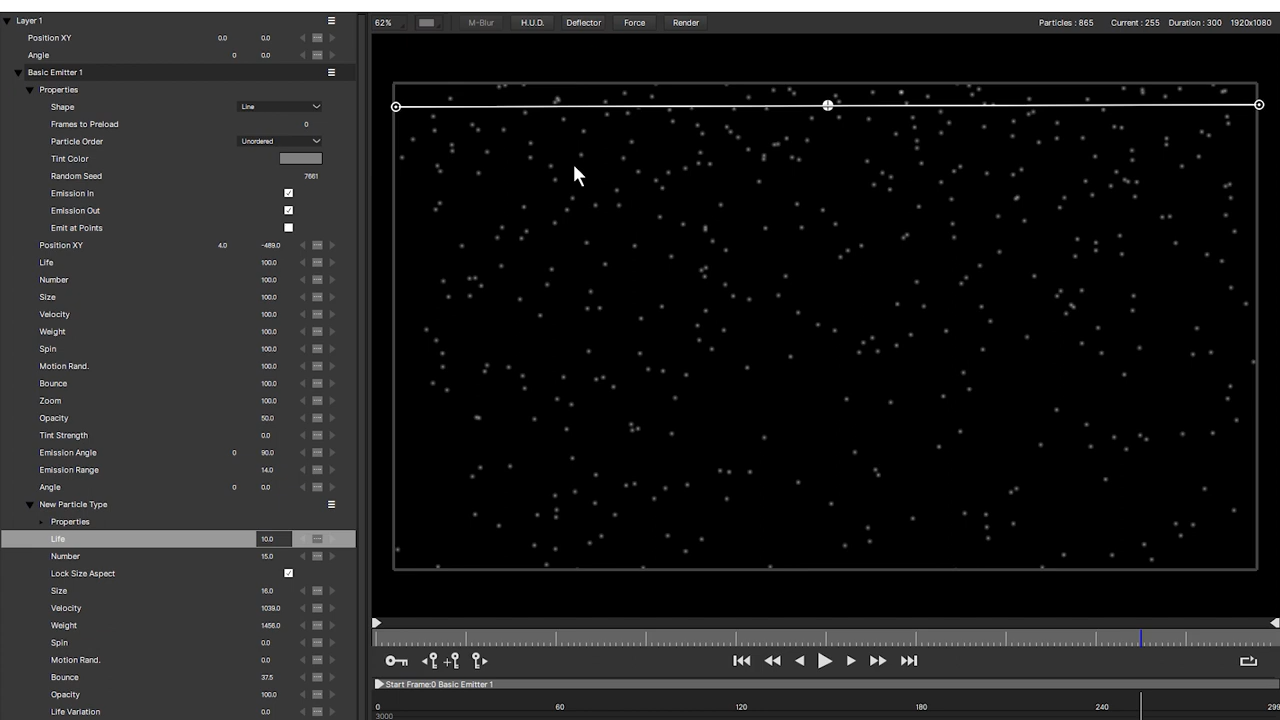 Layer 1
Position XY 0.0 0.0
Angle 0 0.0
Basic Emitter 1
Properties
Shape Line
Frames to Preload 0
Particle Order Unordered
Tint Color
Random Seed 7661
Emission In
Emission Out
Emit at Points
Position XY 4.0 -489.0
Life 100.0
Number 100.0
Size 100.0
Velocity 100.0
Weight 100.0
Spin 100.0
Motion Rand. 100.0
Bounce 100.0
Zoom 100.0
Opacity 50.0
Tint Strength 0.0
Emission Angle 0 90.0
Emission Range 14.0
Angle 0 0.0
New Particle Type
Properties
Life 10.0
Number 15.0
Lock Size Aspect
Size 16.0
Velocity 1039.0
Weight 1456.0
Spin 0.0
Motion Rand. 0.0
Bounce 37.5
Opacity 100.0
Life Variation 0.0
62% M-Blur H.U.D. Deflector Force Render Particles : 865 Current : 255 Duration : 300 1920x1080
Start Frame:0 Basic Emitter 1
0 60 120 180 240 299
3000